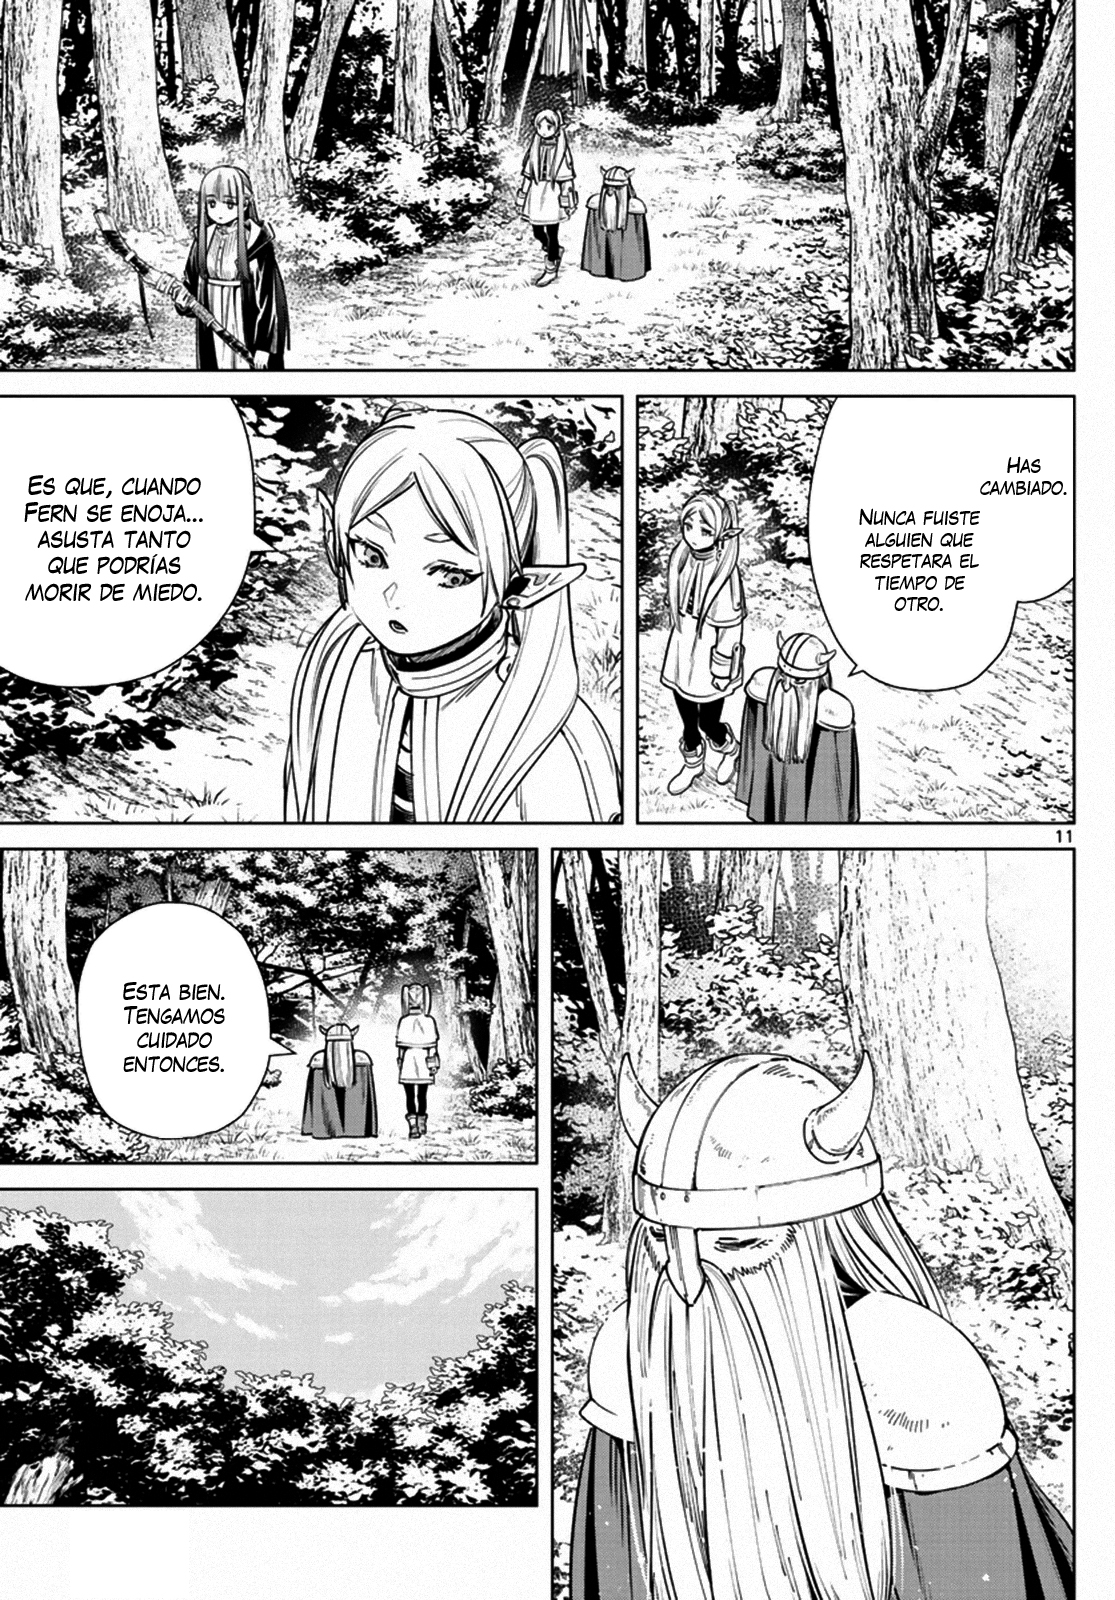 Has
cambiado.
Nunca fuiste
alguien que
respetara el
tiempo de
otro.
Es que, cuando
Fern se enoja...
asusta tanto
que podrías
morir de miedo.
11
Esta bien.
Tengamos
cuidado
entonces.